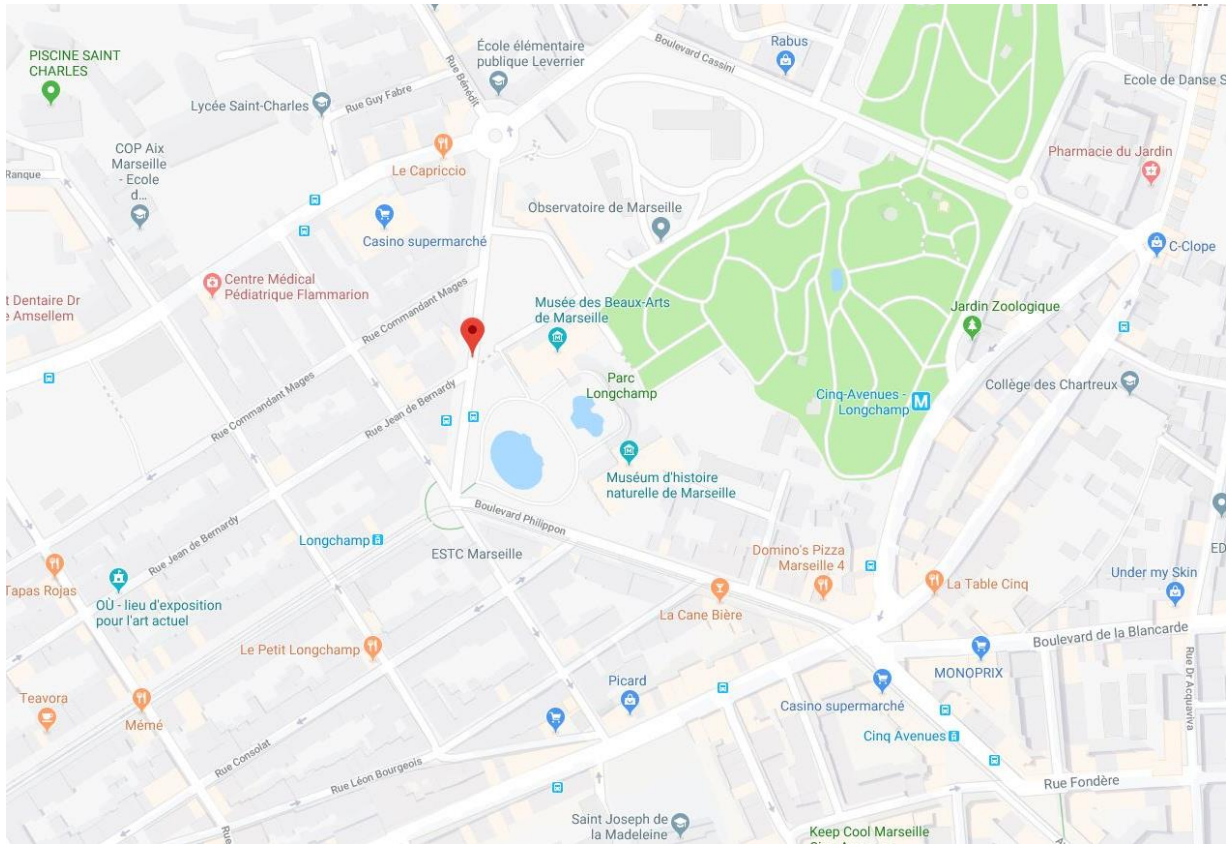 PISCINE SAINT
CHARLES
Lycée Saint-Charles
COP Aix
Marseille
- Ecole
d...
Ranque
Rue Guy Fabre
Rue Bénédit
École élémentaire
publique Leverrier
Le Capriccio
Boulevard Cassini
Rabus
Ecole de Danse S
Pharmacie du Jardin
C-Clope
Observatoire de Marseille
Casino supermarché
Centre Médical
Pédiatrique Flammarion
t Dentaire Dr
e Amsellem
Rue Commandant Mages
Rue Commandant Mages
Musée des Beaux-Arts
de Marseille
Jardin Zoologique
Parc
Longchamp
Cinq-Avenues -
Longchamp
M
Collège des Chartreux
Rue Jean de Bernardy
Rue Jean de Bernardy
Muséum d'histoire
naturelle de Marseille
Boulevard Philippon
Longchamp
ESTC Marseille
Tapas Rojas
OÙ - lieu d'exposition
pour l'art actuel
Domino's Pizza
Marseille 4
La Table Cinq
La Cane Bière
ED
Under my Skin
Boulevard de la Blancarde
Le Petit Longchamp
Picard
MONOPRIX
Rue Dr Acquaviva
Teavora
Mémé
Casino supermarché
Cinq Avenues
Rue Consolat
Rue Léon Bourgeois
Rue Fondère
Saint Joseph de
la Madeleine
Keep Cool Marseille